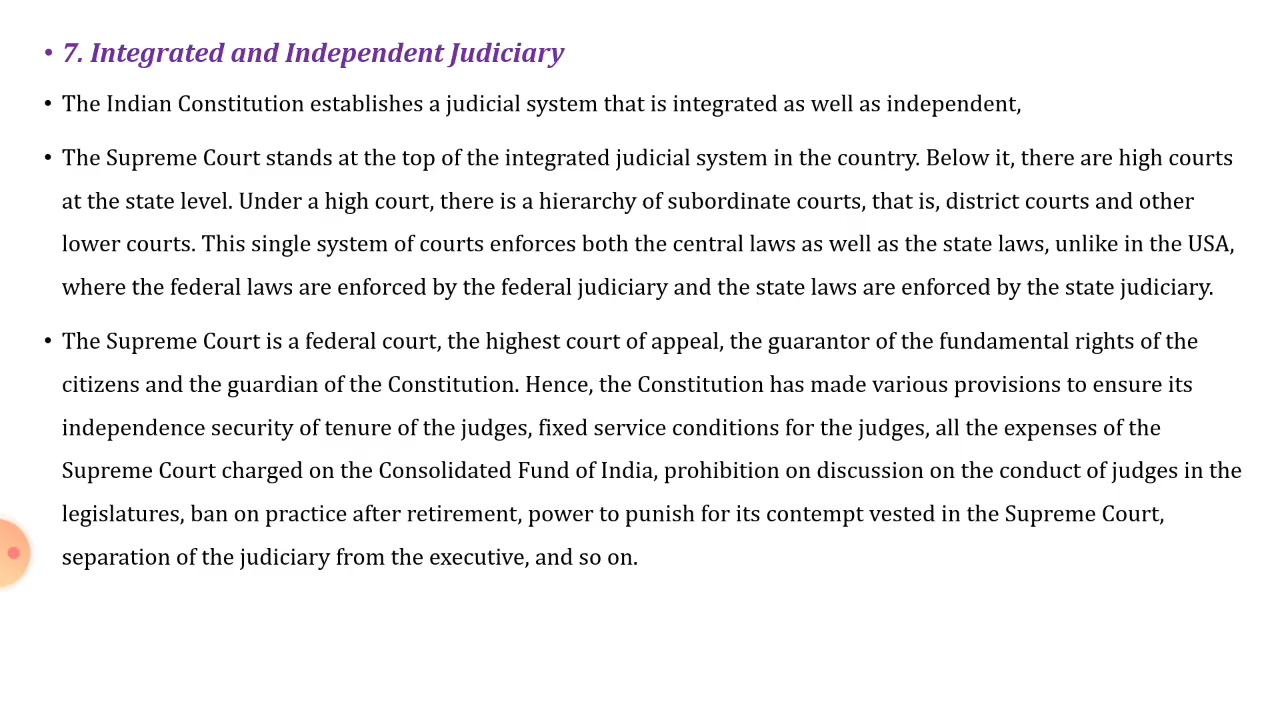 • 7. Integrated and Independent Judiciary
• The Indian Constitution establishes a judicial system that is integrated as well as independent,
• The Supreme Court stands at the top of the integrated judicial system in the country. Below it, there are high courts
at the state level. Under a high court, there is a hierarchy of subordinate courts, that is, district courts and other
lower courts. This single system of courts enforces both the central laws as well as the state laws, unlike in the USA,
where the federal laws are enforced by the federal judiciary and the state laws are enforced by the state judiciary.
• The Supreme Court is a federal court, the highest court of appeal, the guarantor of the fundamental rights of the
citizens and the guardian of the Constitution. Hence, the Constitution has made various provisions to ensure its
independence security of tenure of the judges, fixed service conditions for the judges, all the expenses of the
Supreme Court charged on the Consolidated Fund of India, prohibition on discussion on the conduct of judges in the
legislatures, ban on practice after retirement, power to punish for its contempt vested in the Supreme Court,
separation of the judiciary from the executive, and so on.